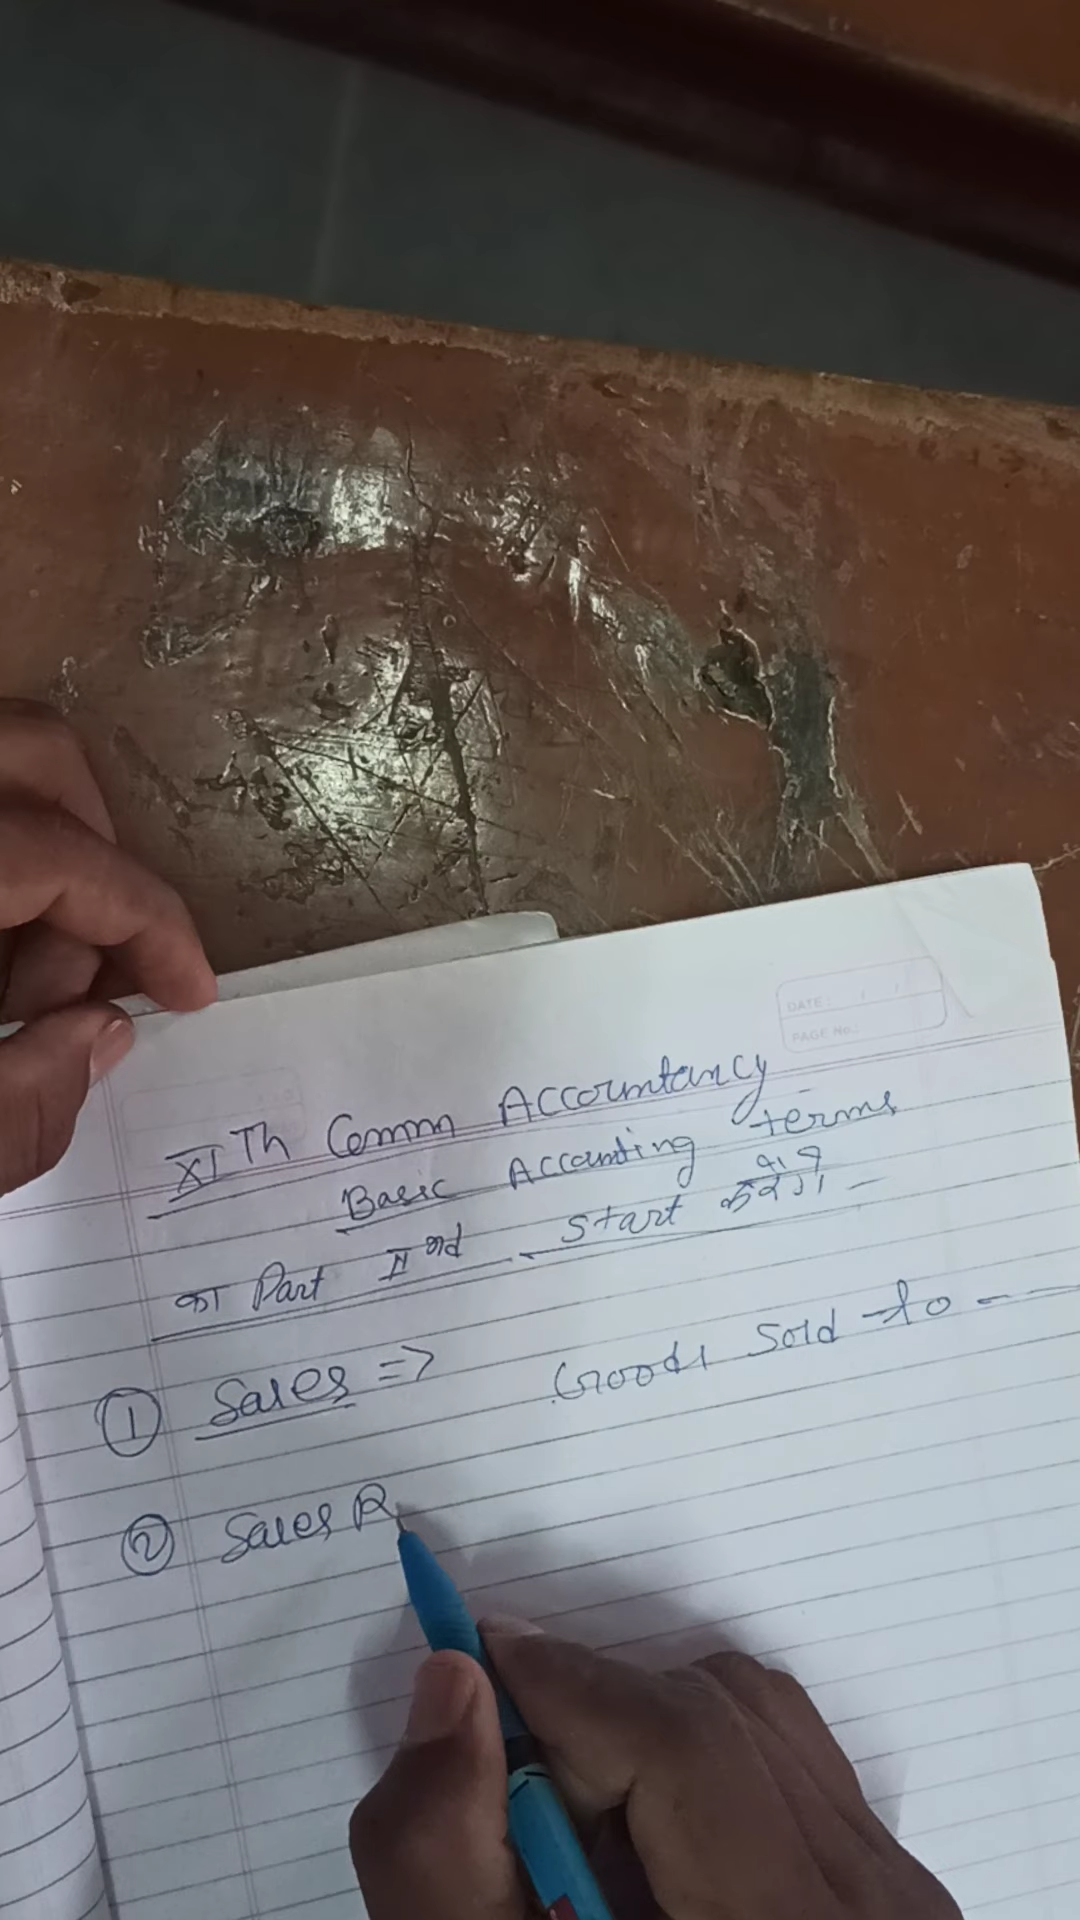 DATE: / /
PAGE No.:
XI Th Comm Accountancy
Basic Accounting terms
का Part II nd Start करेगा
① Sales => Goods Sold to - -
② Sales R